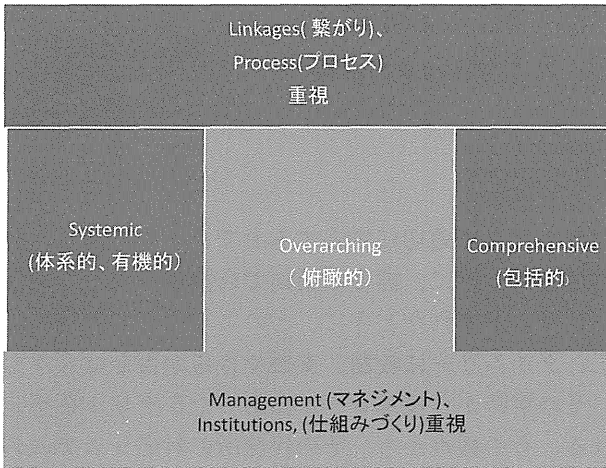 Linkages( 繋がり)、
Process(プロセス)
重視
Systemic
(体系的、有機的)
Overarching
( 俯瞰的)
Comprehensive
(包括的)
Management (マネジメント)、
Institutions, (仕組みづくり)重視